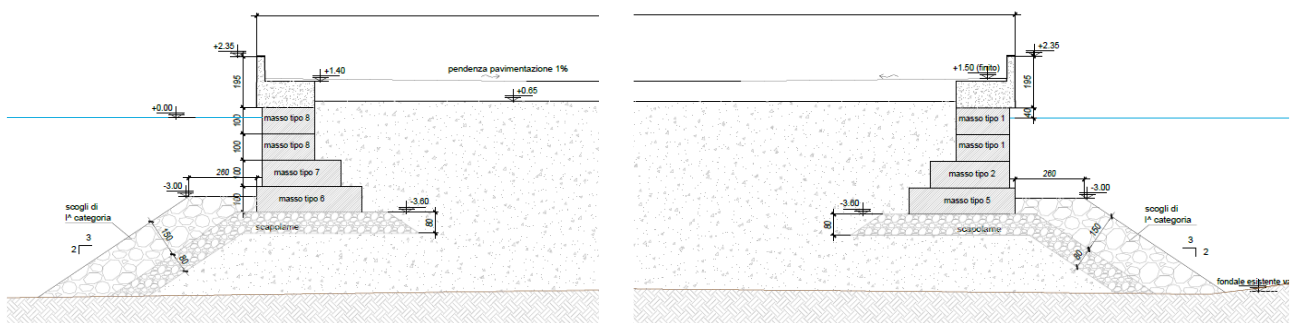 +2.35
+1.40
pendenza pavimentazione 1%
+0.65
195
+0.00
100
masso tipo 8
100
masso tipo 8
100
masso tipo 7
260
-3.00
100
masso tipo 6
-3.60
80
scapolame
scogli di
I^ categoria
150
80
3
2
+2.35
+1.50 (finito)
195
40
masso tipo 1
masso tipo 1
masso tipo 2
260
-3.00
masso tipo 5
-3.60
80
scapolame
scogli di
I^ categoria
150
80
3
2
fondale esistente va